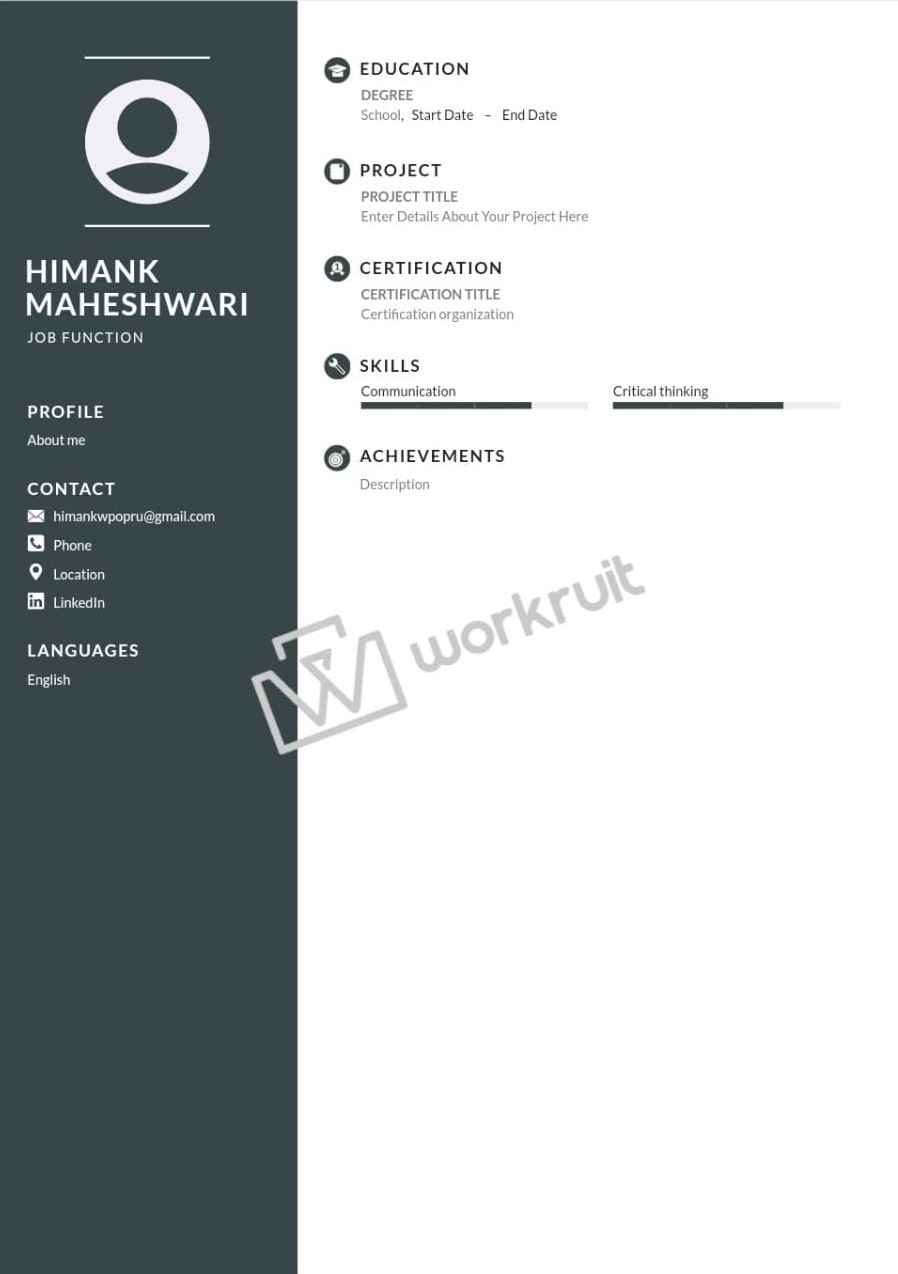 HIMANK
MAHESHWARI
JOB FUNCTION
PROFILE
About me
CONTACT
himankwpopru@gmail.com
Phone
Location
LinkedIn
LANGUAGES
English
EDUCATION
DEGREE
School, Start Date – End Date
PROJECT
PROJECT TITLE
Enter Details About Your Project Here
CERTIFICATION
CERTIFICATION TITLE
Certification organization
SKILLS
Communication Critical thinking
ACHIEVEMENTS
Description
workruit